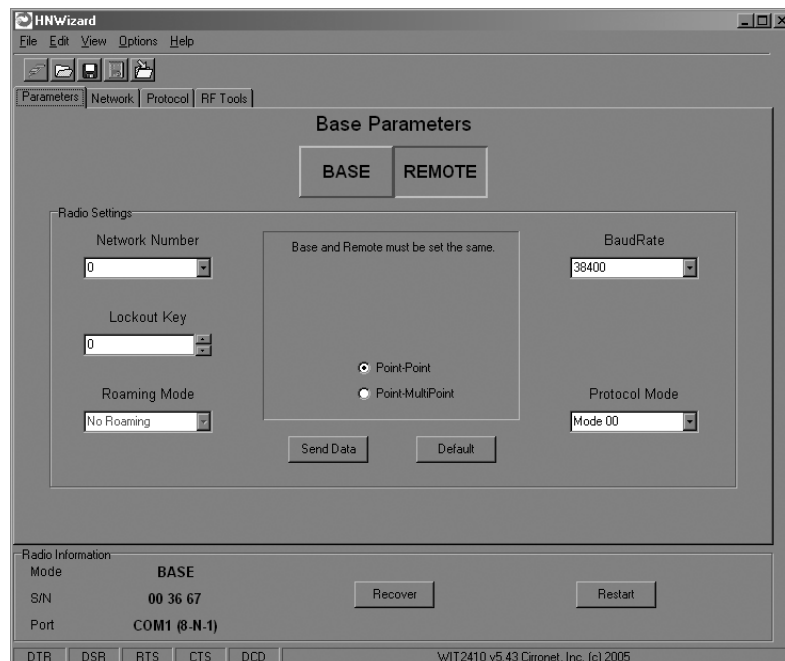 HNWizard
File Edit View Options Help
Parameters Network Protocol RF Tools
Base Parameters
BASE REMOTE
Radio Settings
Network Number
0
Lockout Key
0
Roaming Mode
No Roaming
Base and Remote must be set the same.
Point-Point
Point-MultiPoint
Send Data Default
BaudRate
38400
Protocol Mode
Mode 00
Radio Information
Mode BASE
S/N 00 36 67
Port COM1 (8-N-1)
Recover Restart
DTR DSR RTS CTS DCD WIT2410 v5.43 Cirronet, Inc. (c) 2005